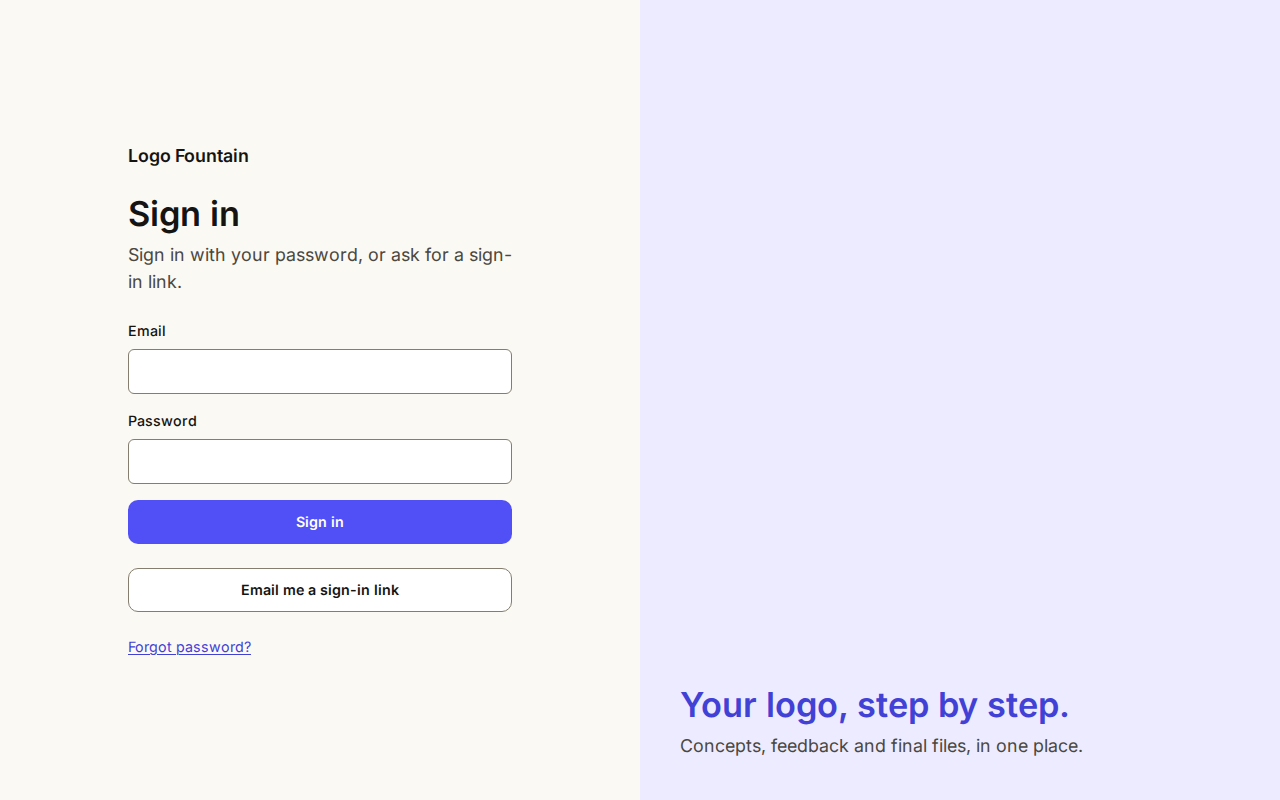 Logo Fountain
Sign in
Sign in with your password, or ask for a sign-
in link.
Email
Password
Sign in
Email me a sign-in link
Forgot password?
Your logo, step by step.
Concepts, feedback and final files, in one place.